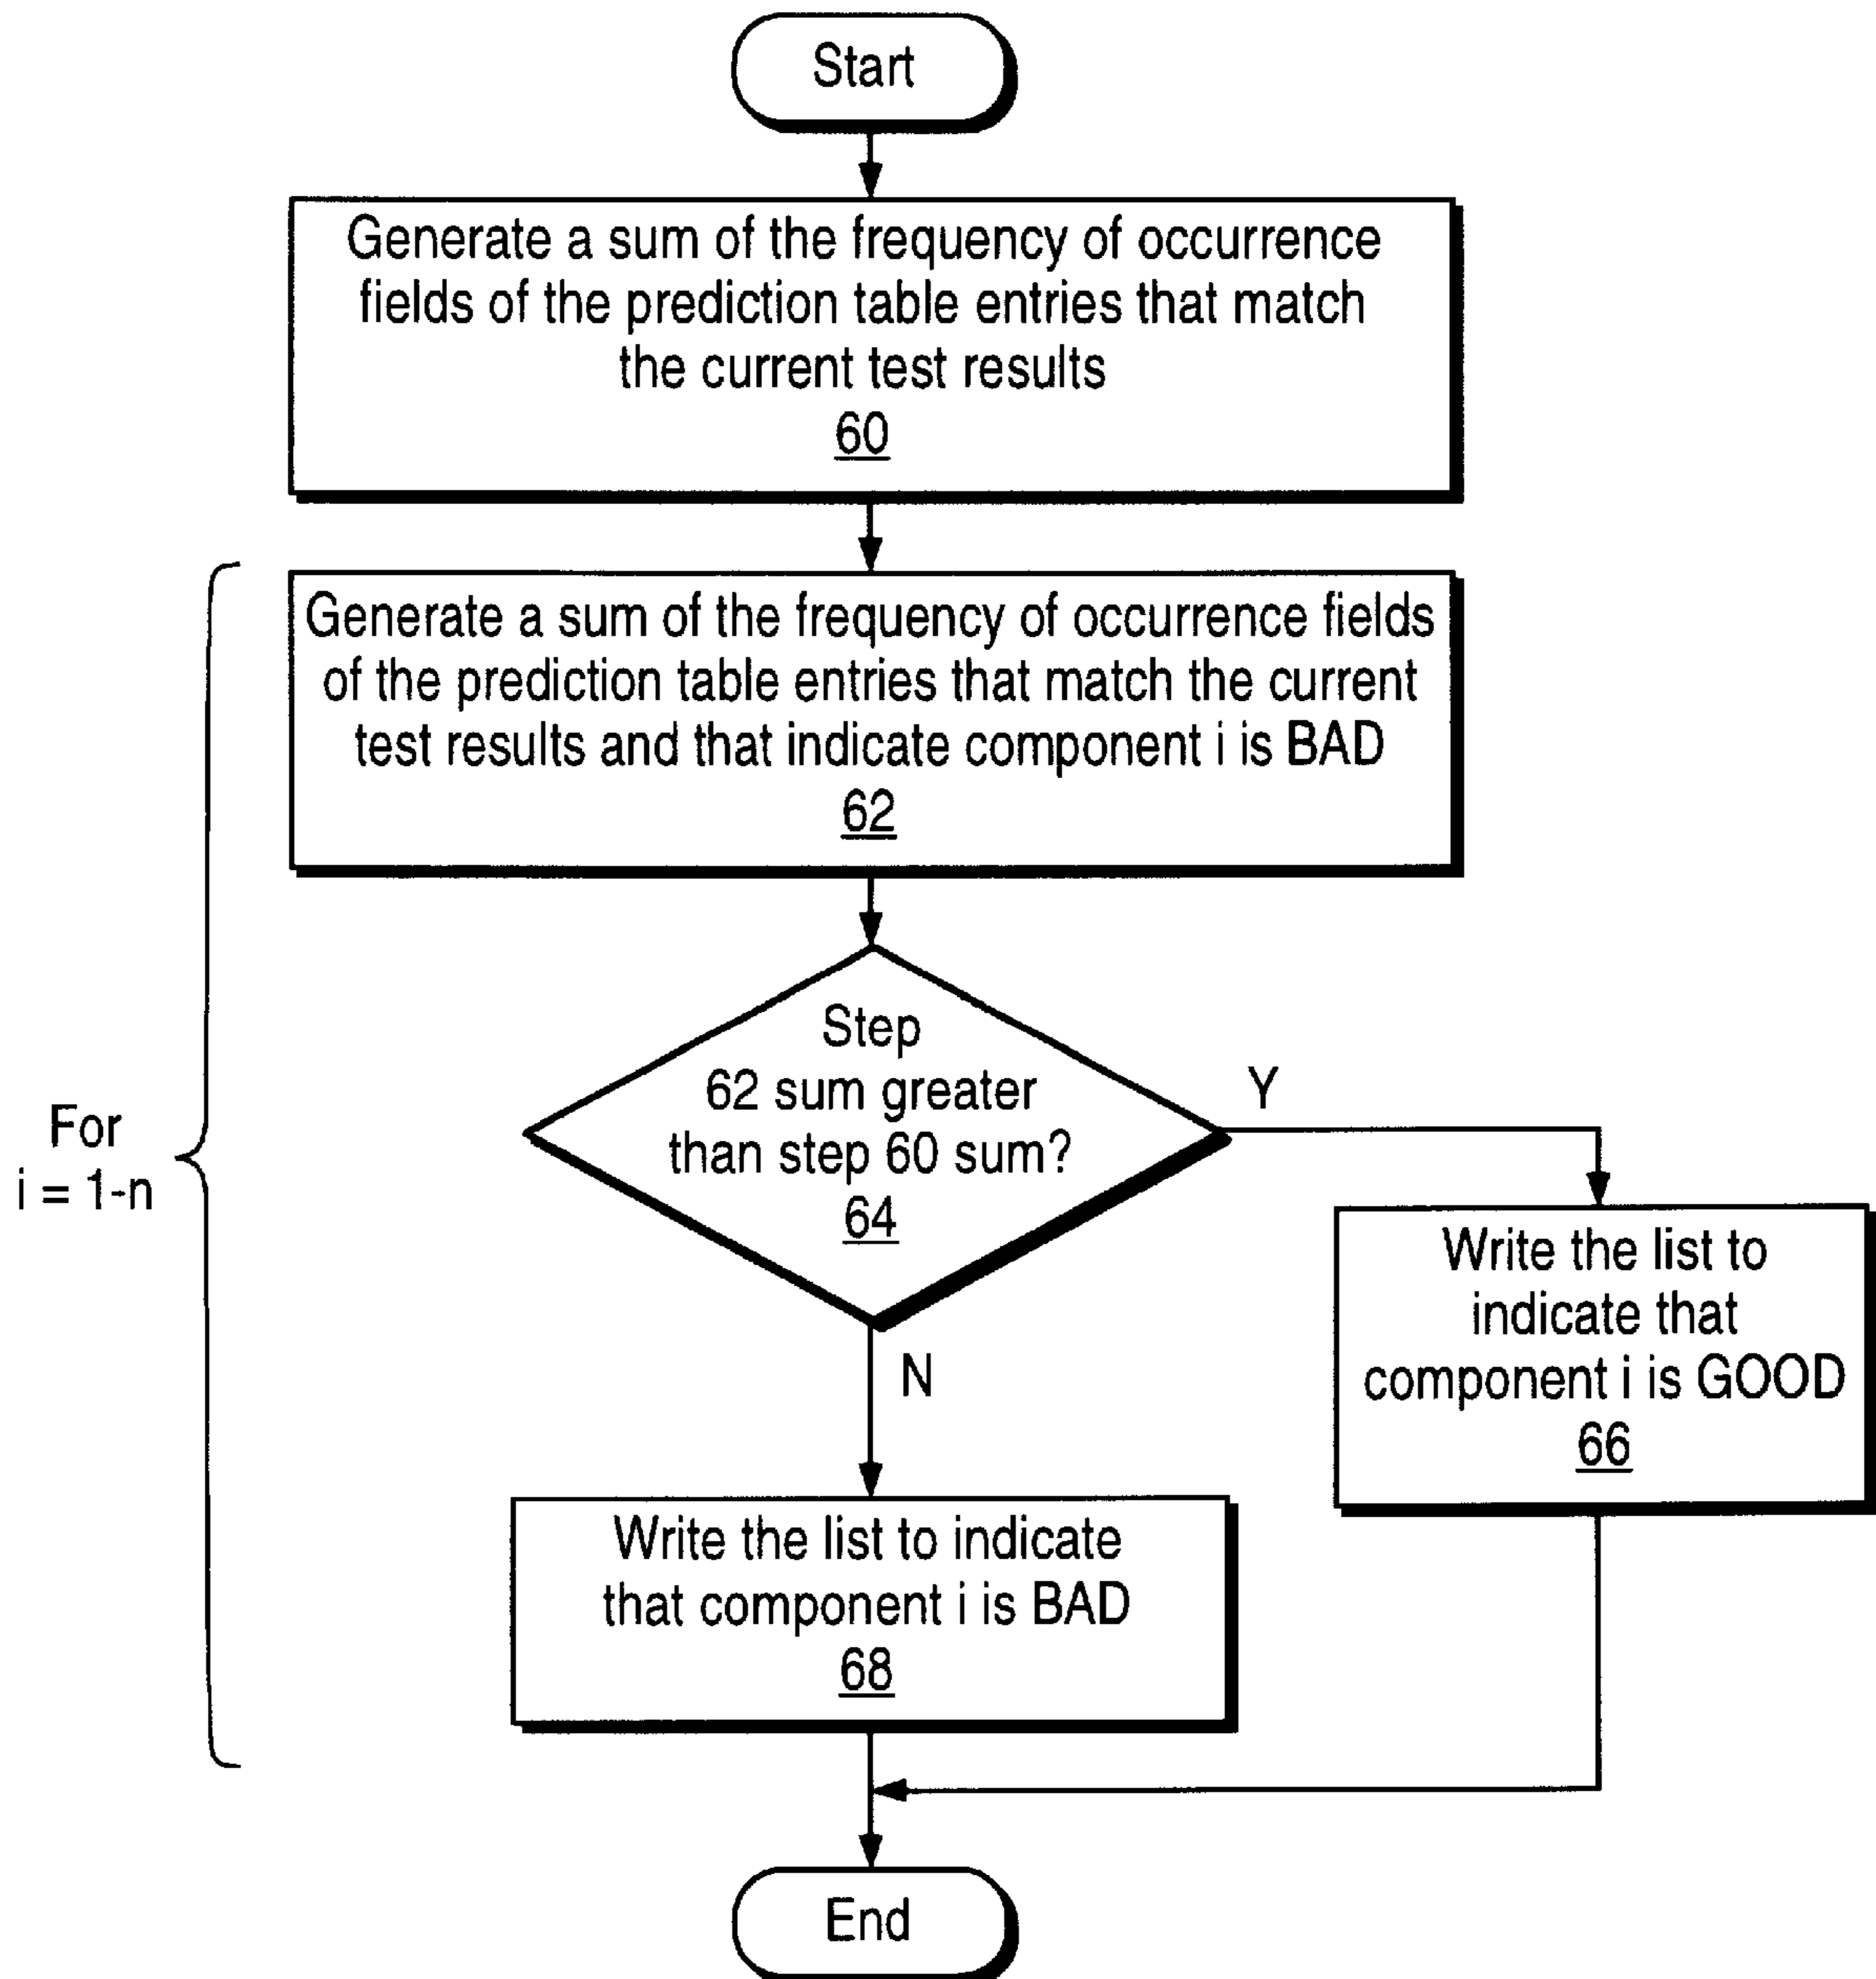 Start
Generate a sum of the frequency of occurrence
fields of the prediction table entries that match
the current test results
60
Generate a sum of the frequency of occurrence fields
of the prediction table entries that match the current
test results and that indicate component i is BAD
62
For
i = 1-n
Step
62 sum greater
than step 60 sum?
64
Y
N
Write the list to
indicate that
component i is GOOD
66
Write the list to indicate
that component i is BAD
68
End